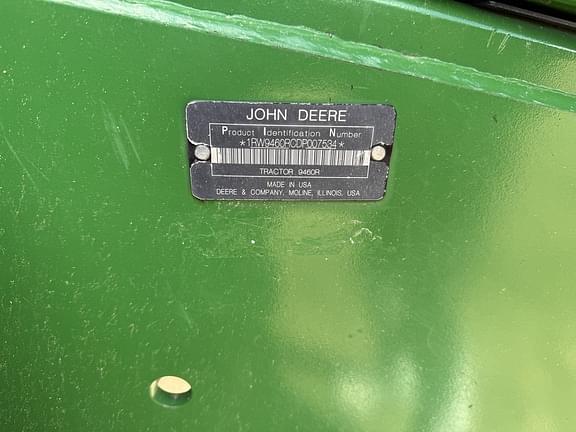 JOHN DEERE
Product Identification Number
*1RW9460RCDP007534*
TRACTOR 9460R
MADE IN USA
DEERE & COMPANY, MOLINE, ILLINOIS, USA